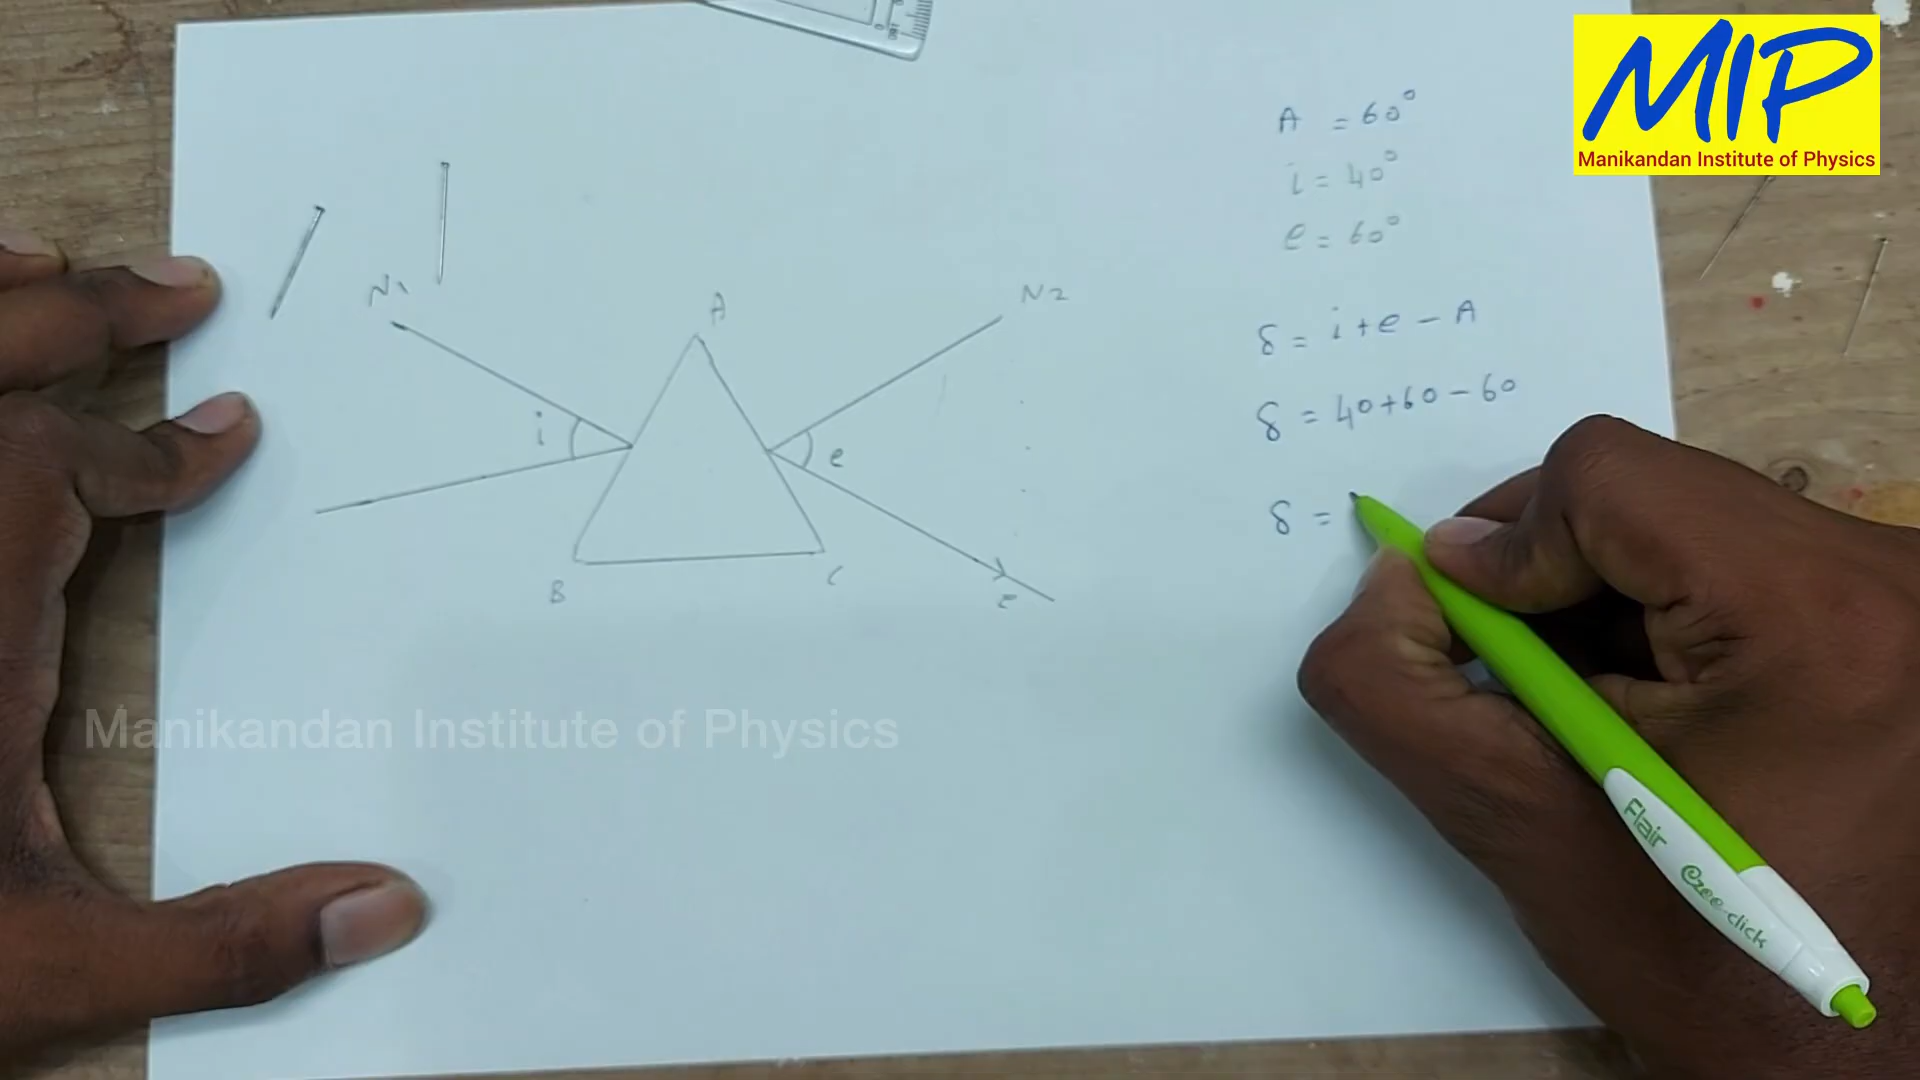 MIP
Manikandan Institute of Physics
A = 60°
i = 40°
e = 60°
δ = i + e - A
δ = 40 + 60 - 60
δ =
N1
N2
A
i
e
B
C
Manikandan Institute of Physics
Flair
Ezee-click